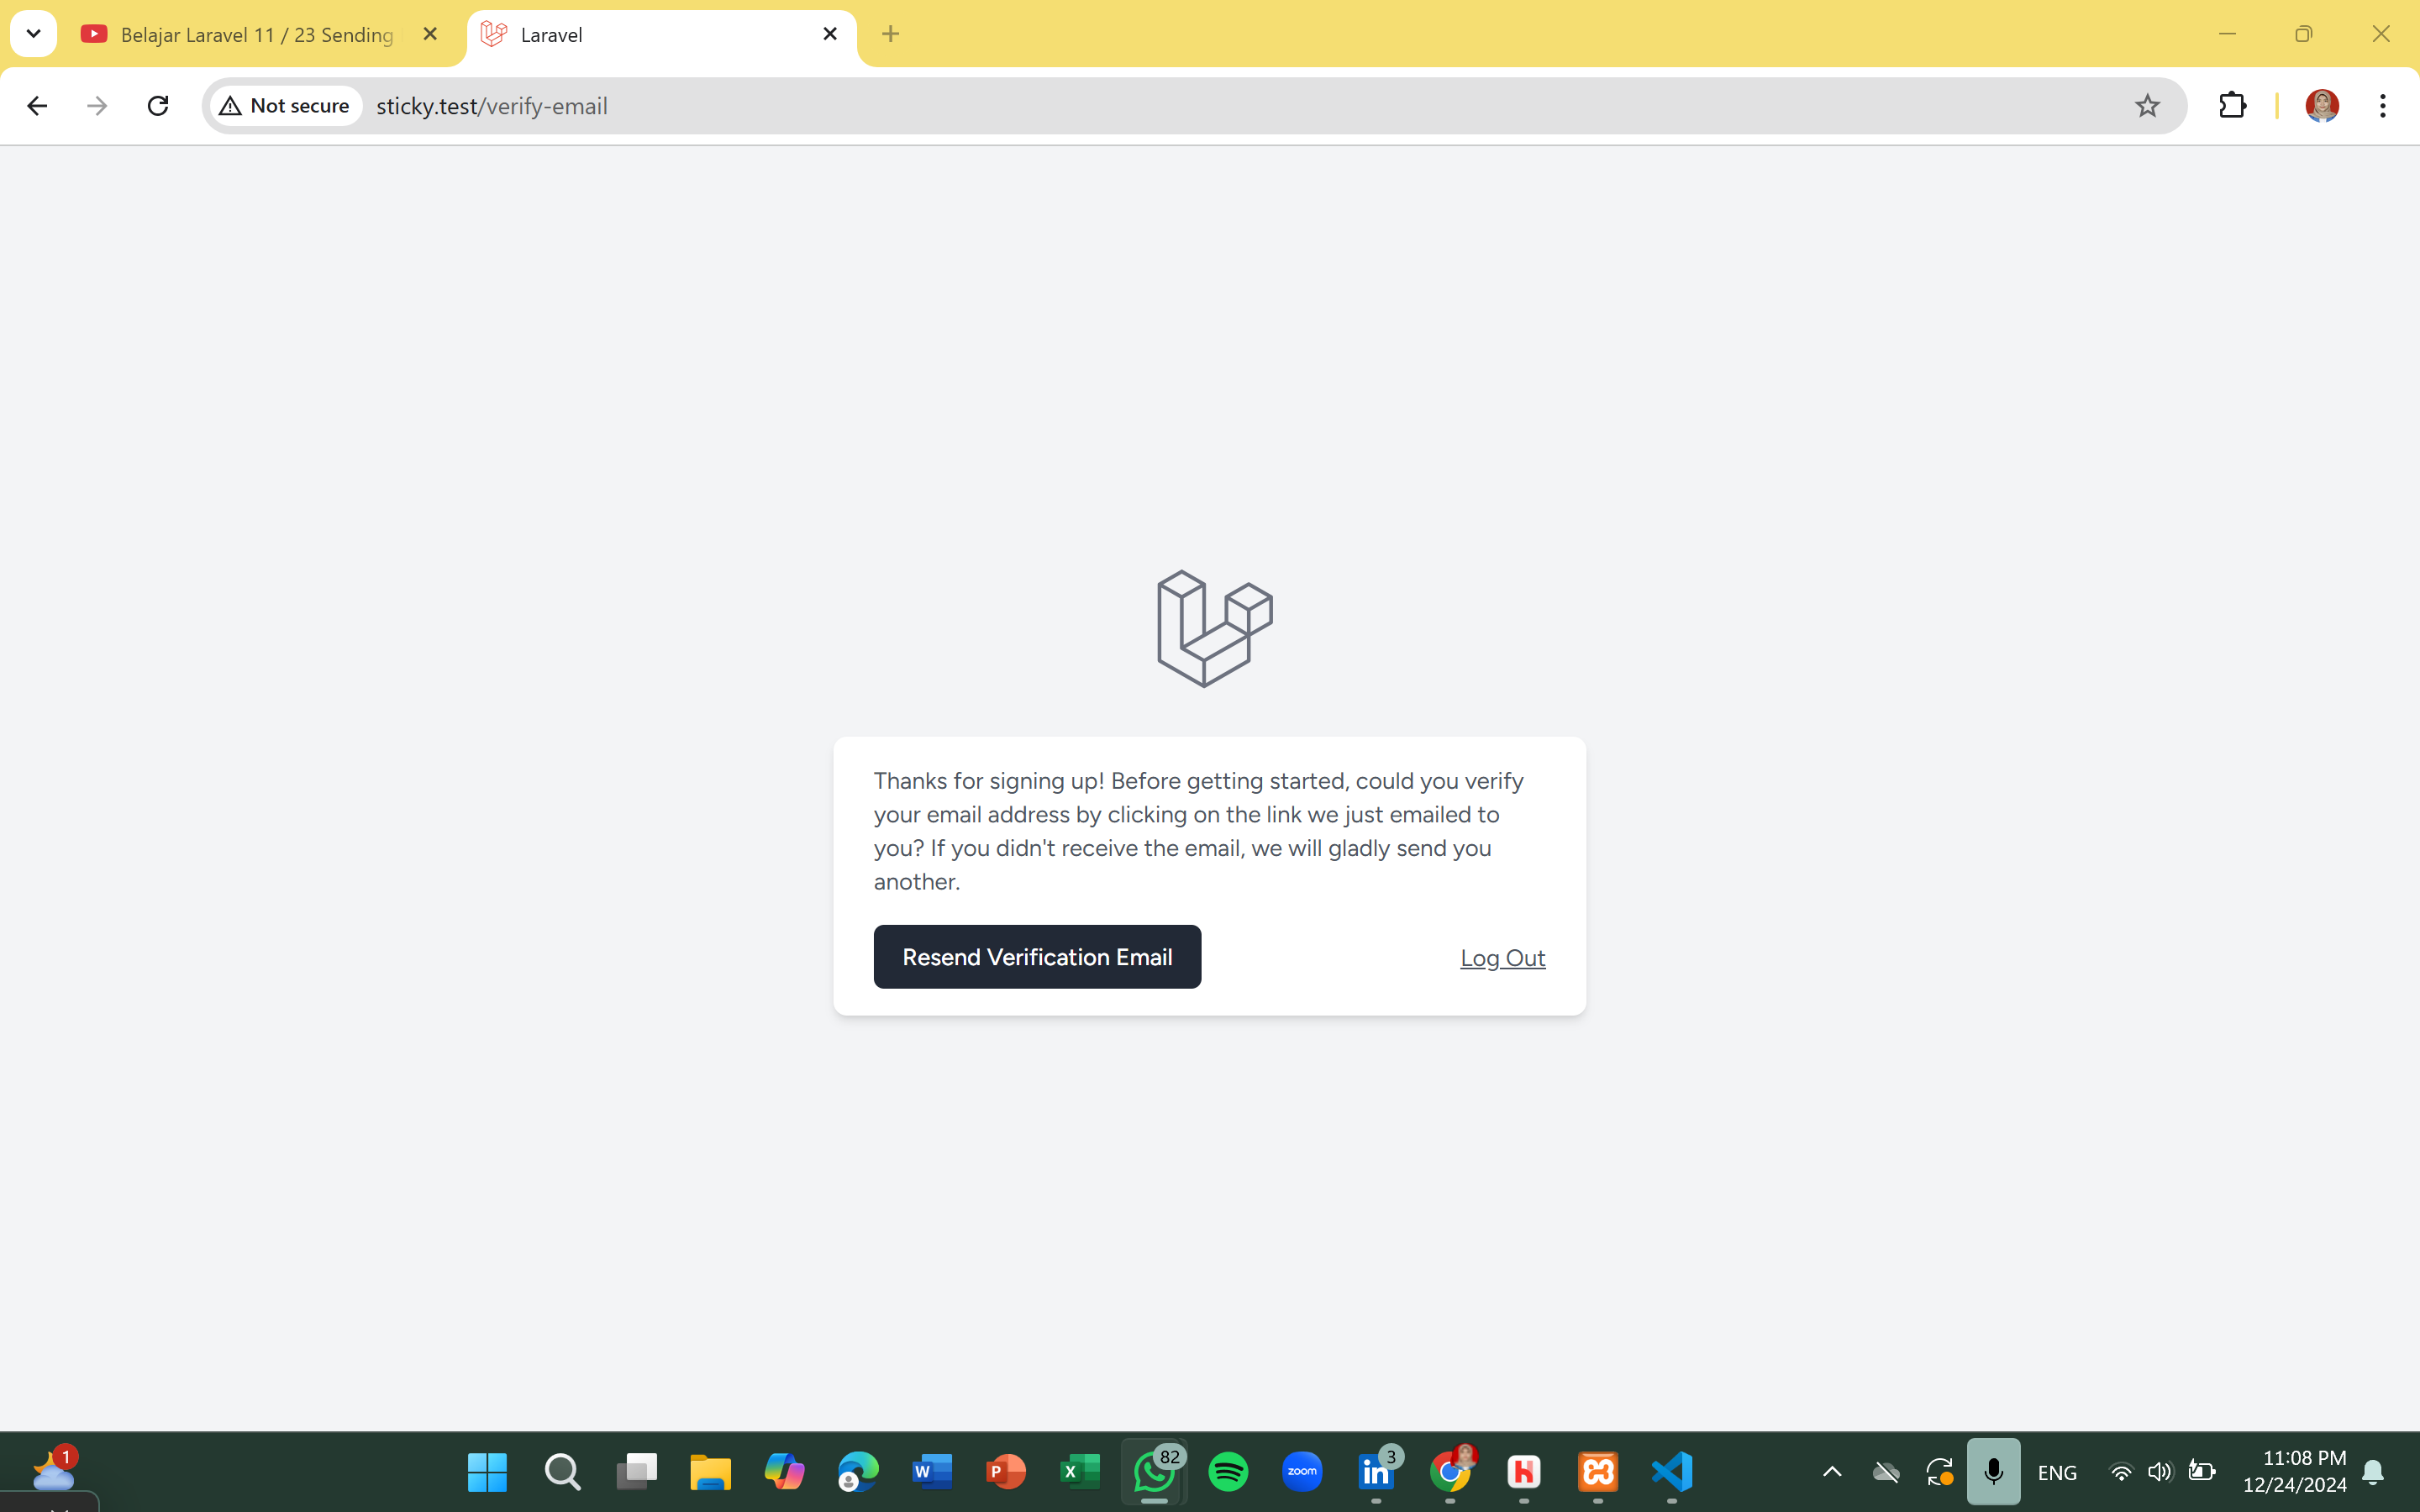 Belajar Laravel 11 / 23 Sending
Laravel
Not secure
sticky.test/verify-email
Thanks for signing up! Before getting started, could you verify
your email address by clicking on the link we just emailed to
you? If you didn't receive the email, we will gladly send you
another.
Resend Verification Email
Log Out
1
W
P
X
82
zoom
in
3
ENG
11:08 PM
12/24/2024